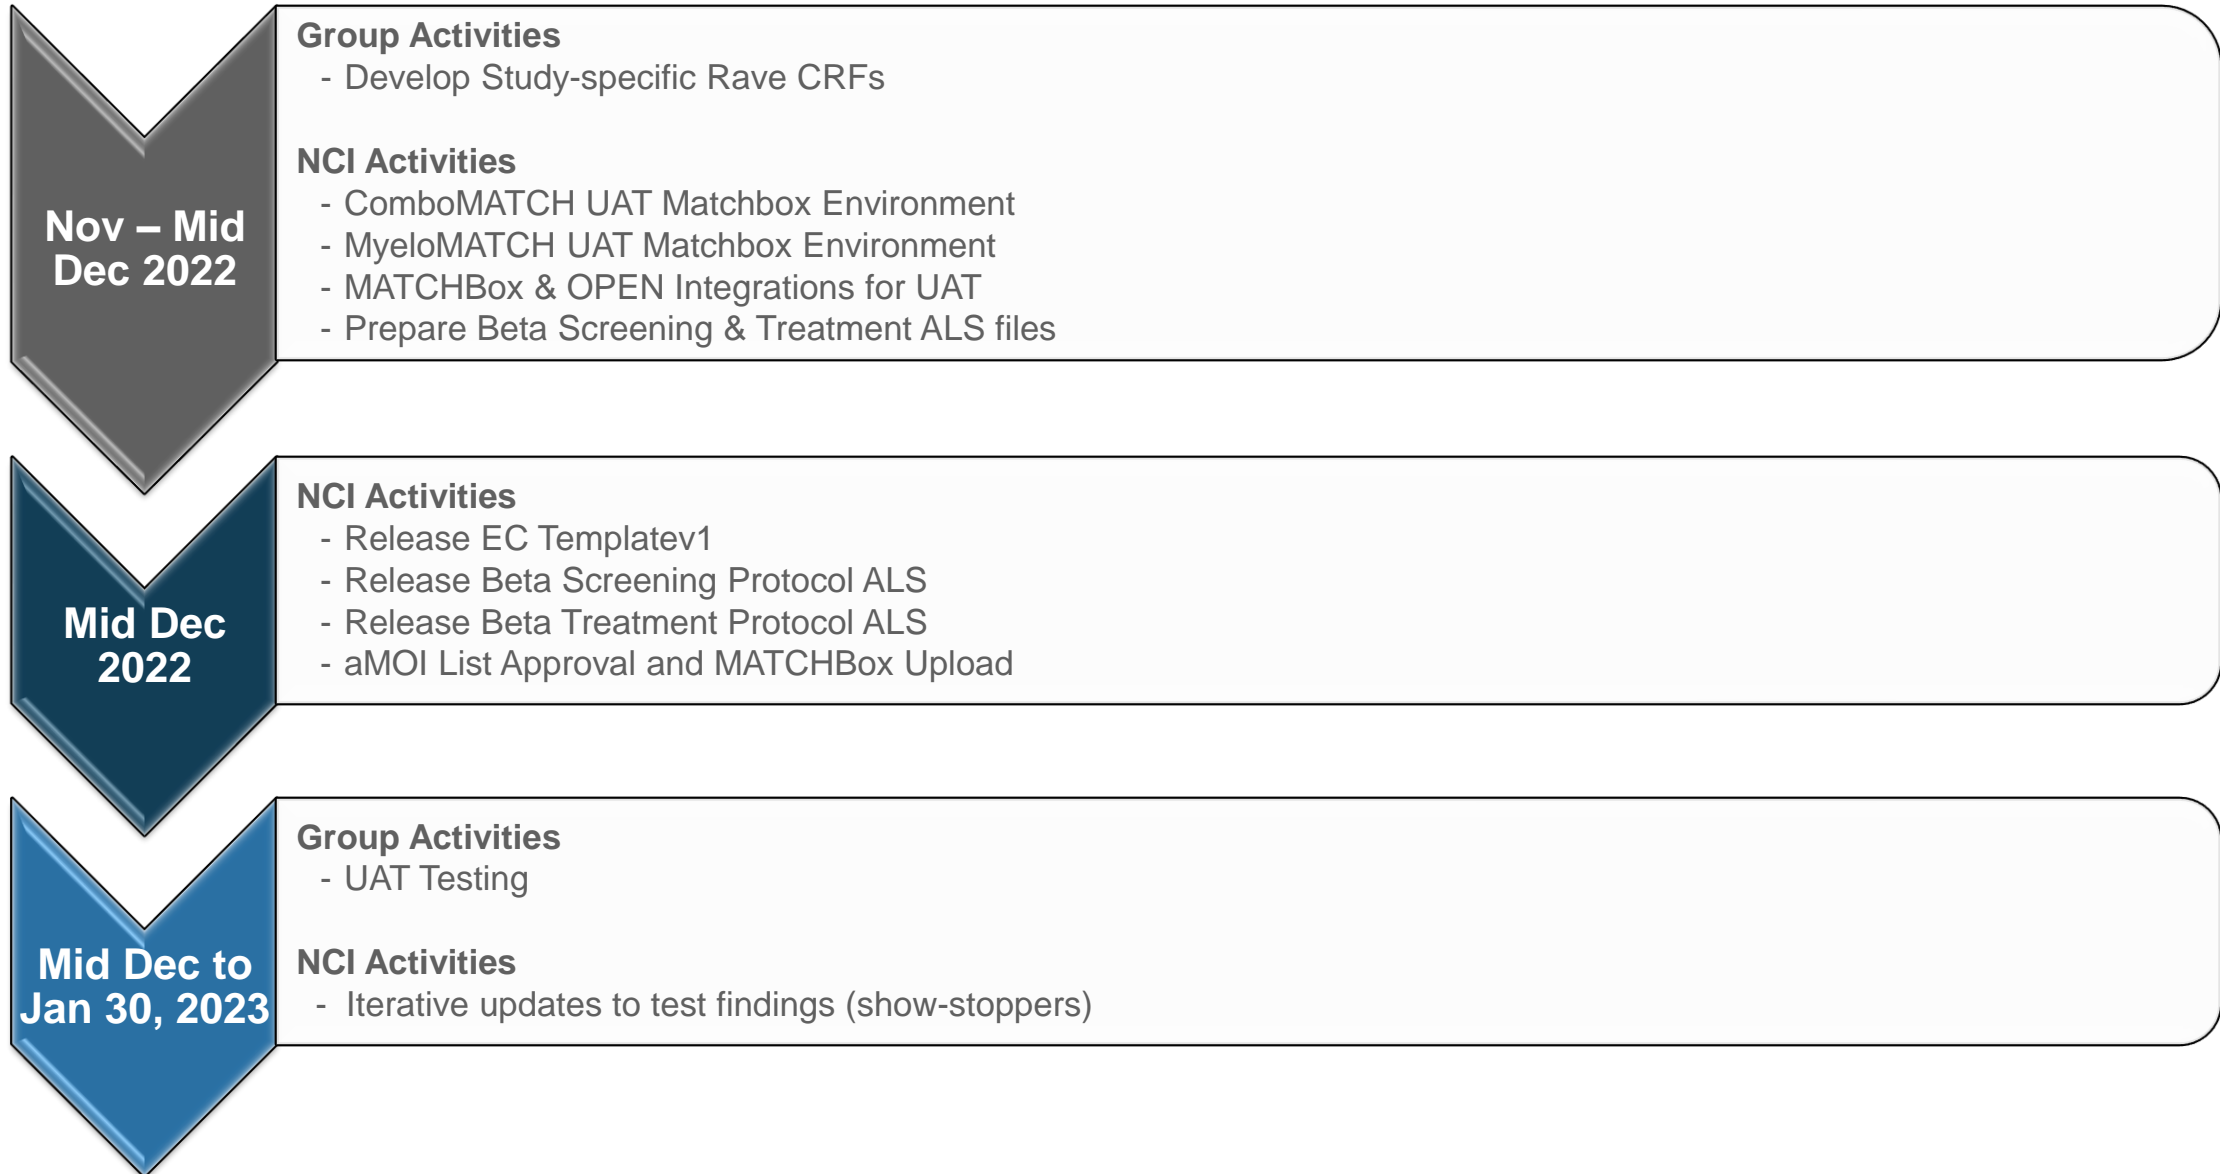 Nov – Mid
Dec 2022
Group Activities
- Develop Study-specific Rave CRFs
NCI Activities
- ComboMATCH UAT Matchbox Environment
- MyeloMATCH UAT Matchbox Environment
- MATCHBox & OPEN Integrations for UAT
- Prepare Beta Screening & Treatment ALS files
Mid Dec
2022
NCI Activities
- Release EC Templatev1
- Release Beta Screening Protocol ALS
- Release Beta Treatment Protocol ALS
- aMOI List Approval and MATCHBox Upload
Mid Dec to
Jan 30, 2023
Group Activities
- UAT Testing
NCI Activities
- Iterative updates to test findings (show-stoppers)